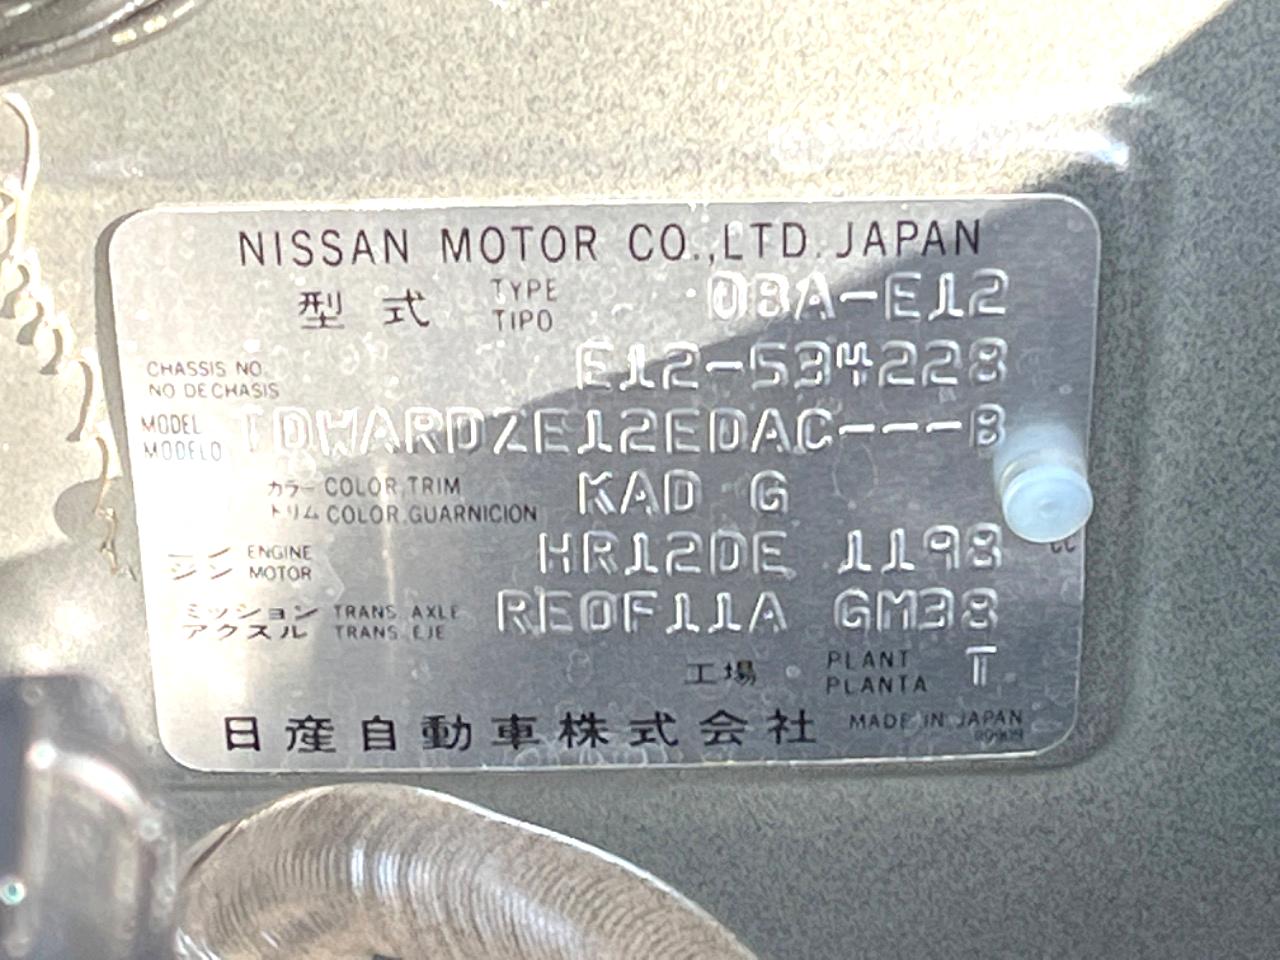 NISSAN MOTOR CO.,LTD. JAPAN
型式 TYPE TIPO DBA-E12
CHASSIS NO. NO DE CHASIS E12-534228
MODEL MODELO TDWARDZE12EDAC---B
カラー COLOR,TRIM トリム COLOR,GUARNICION KAD G
ENGINE MOTOR HR12DE 1198 cc
ミッション TRANS. AXLE アクスル TRANS. EJE RE0F11A GM38
工場 PLANT PLANTA T
日産自動車株式会社 MADE IN JAPAN